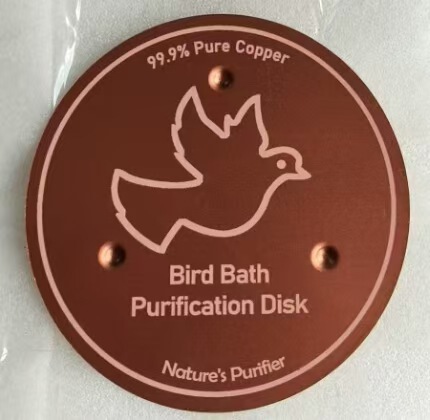 99.9% Pure Copper
Bird Bath
Purification Disk
Nature's Purifier